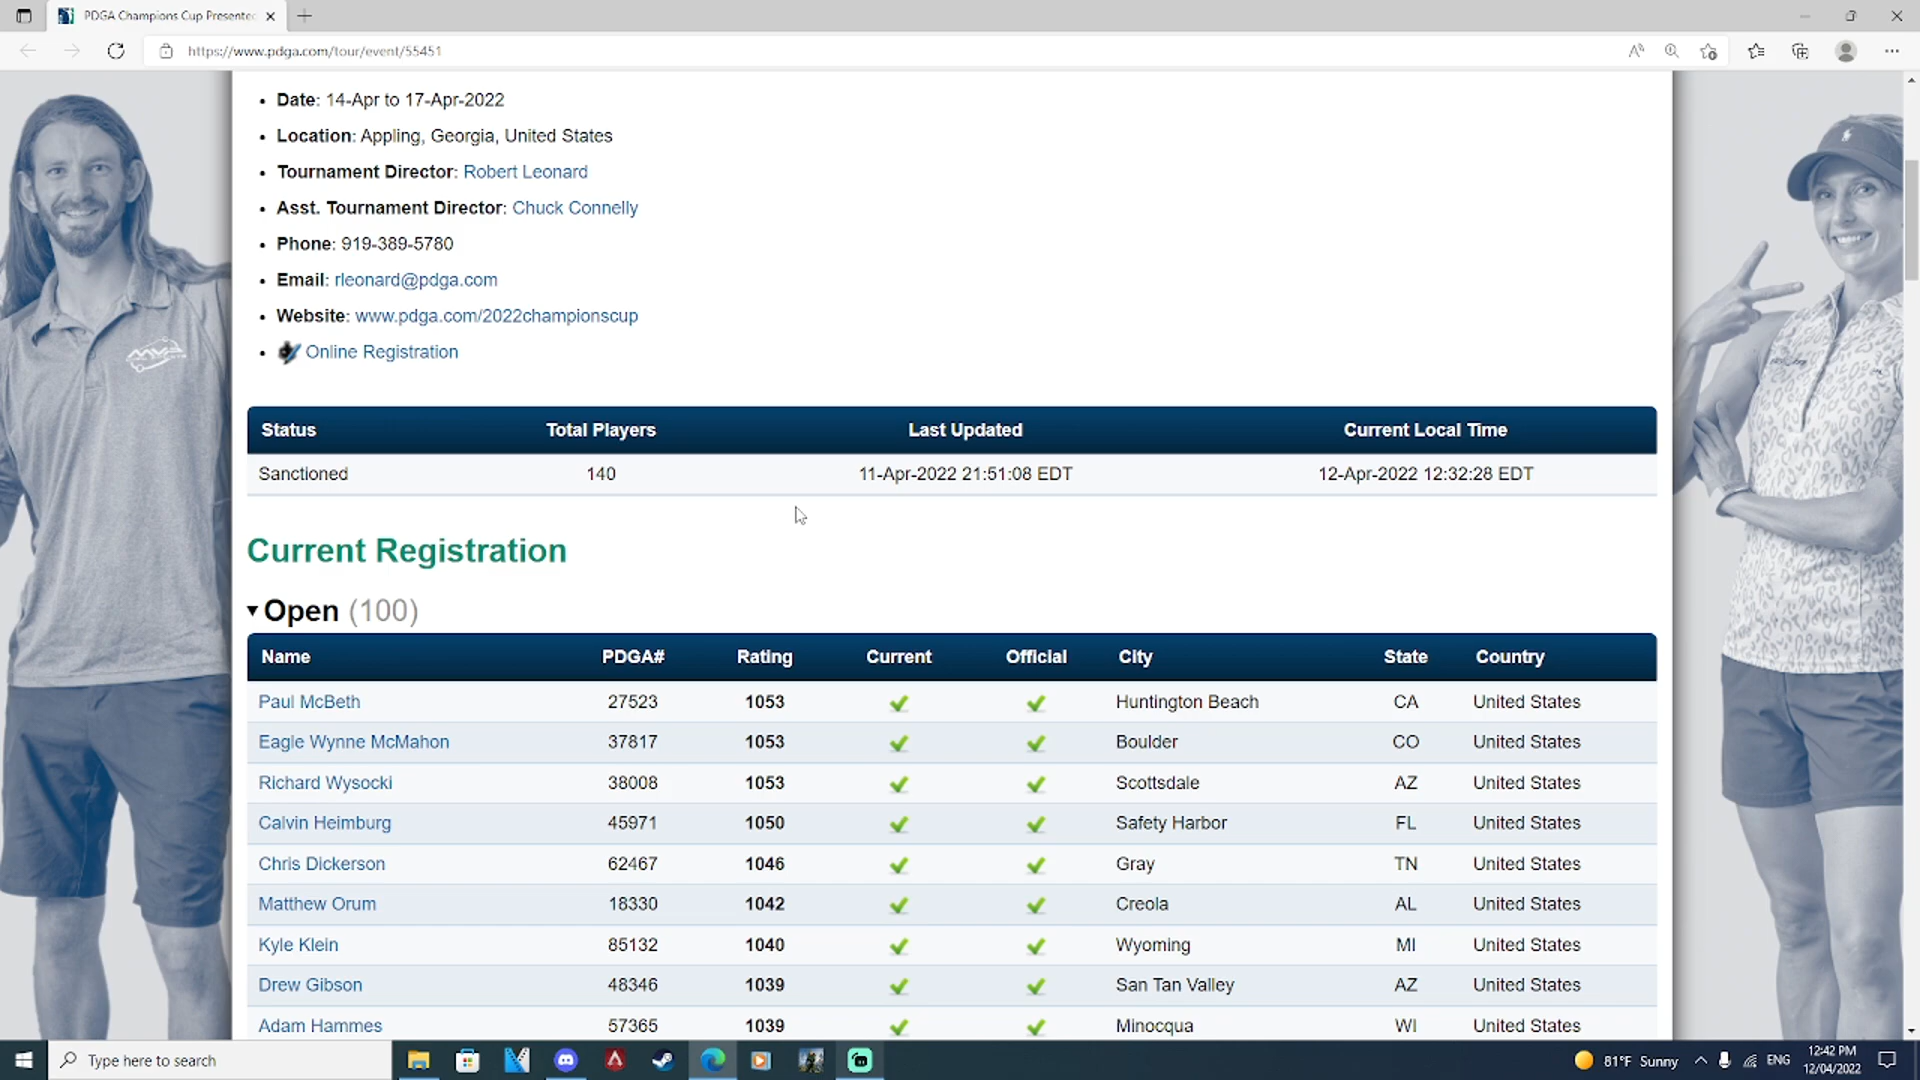 PDGA Champions Cup Presente
https://www.pdga.com/tour/event/55451
Date: 14-Apr to 17-Apr-2022
Location: Appling, Georgia, United States
Tournament Director: Robert Leonard
Asst. Tournament Director: Chuck Connelly
Phone: 919-389-5780
Email: rleonard@pdga.com
Website: www.pdga.com/2022championscup
Online Registration
Status Total Players Last Updated Current Local Time
Sanctioned 140 11-Apr-2022 21:51:08 EDT 12-Apr-2022 12:32:28 EDT
Current Registration
Open (100)
Name PDGA# Rating Current Official City State Country
Paul McBeth 27523 1053 Huntington Beach CA United States
Eagle Wynne McMahon 37817 1053 Boulder CO United States
Richard Wysocki 38008 1053 Scottsdale AZ United States
Calvin Heimburg 45971 1050 Safety Harbor FL United States
Chris Dickerson 62467 1046 Gray TN United States
Matthew Orum 18330 1042 Creola AL United States
Kyle Klein 85132 1040 Wyoming MI United States
Drew Gibson 48346 1039 San Tan Valley AZ United States
Adam Hammes 57365 1039 Minocqua WI United States
Type here to search
81°F Sunny
ENG
12:42 PM
12/04/2022